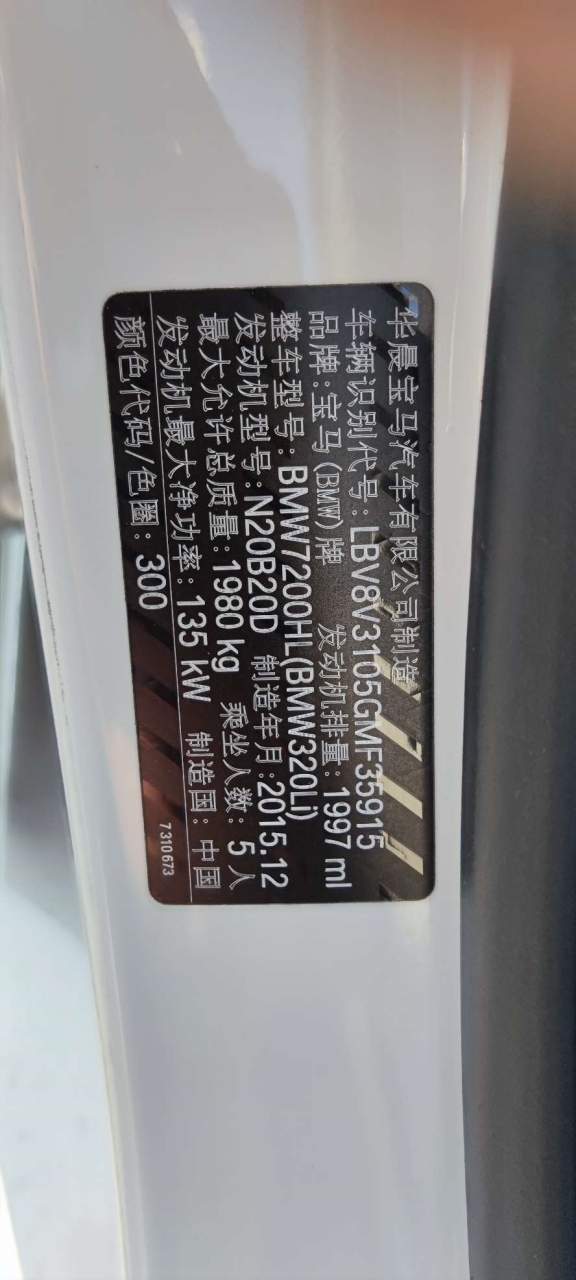 华晨宝马汽车有限公司制造
车辆识别代号: LBV8V3105GMF35915
品牌: 宝马(BMW)牌 发动机排量: 1997 ml
整车型号: BMW7200HL(BMW320Li)
发动机型号: N20B20D 制造年月: 2015.12
最大允许总质量: 1980 kg 乘坐人数: 5人
发动机最大净功率: 135 kW 制造国: 中国
颜色代码/色圈: 300
7310673